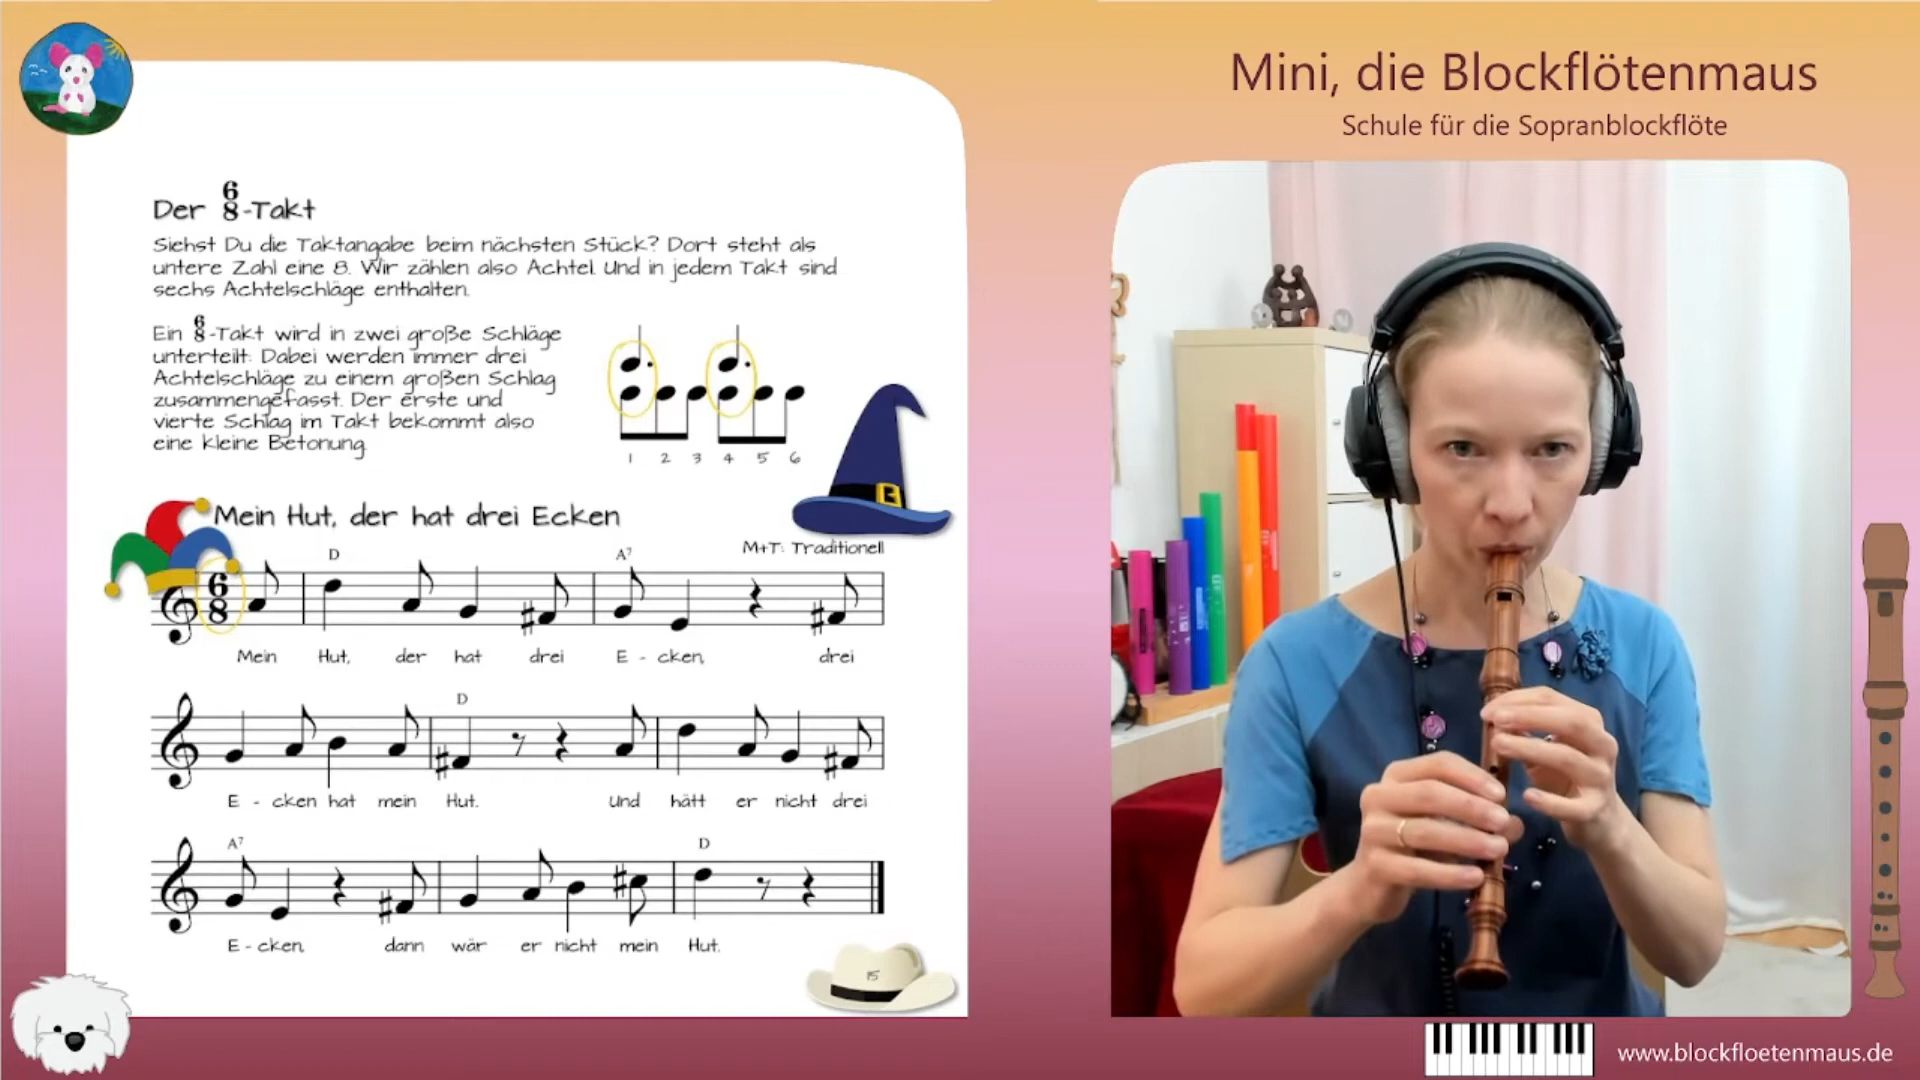 Mini, die Blockflötenmaus
Schule für die Sopranblockflöte
Der 6/8-Takt
Siehst Du die Taktangabe beim nächsten Stück? Dort steht als
untere Zahl eine 8. Wir zählen also Achtel. Und in jedem Takt sind
sechs Achtelschläge enthalten.
Ein 6/8-Takt wird in zwei große Schläge
unterteilt: Dabei werden immer drei
Achtelschläge zu einem großen Schlag
zusammengefasst. Der erste und
vierte Schlag im Takt bekommt also
eine kleine Betonung.
1 2 3 4 5 6
Mein Hut, der hat drei Ecken
M+T: Traditionell
D A7
6
8
Mein Hut, der hat drei E - cken, drei
D
E - cken hat mein Hut. Und hätt er nicht drei
A7 D
E - cken, dann wär er nicht mein Hut.
15
www.blockfloetenmaus.de